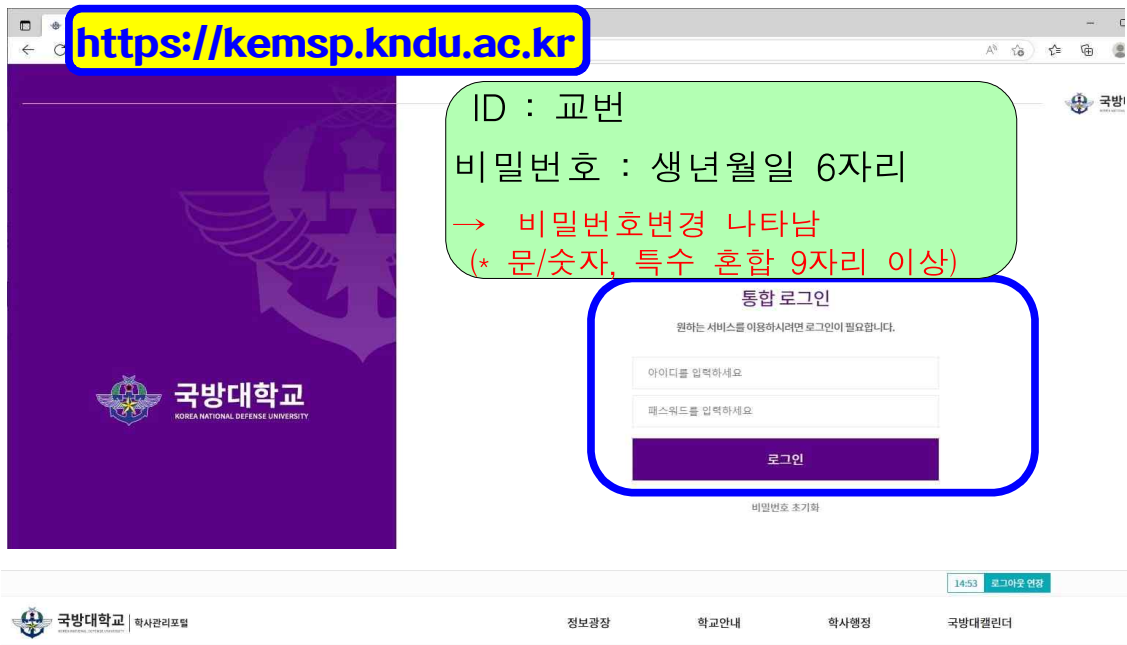 https://kemsp.kndu.ac.kr
ID : 교번
비밀번호 : 생년월일 6자리
→ 비밀번호변경 나타남
(* 문/숫자, 특수 혼합 9자리 이상)
통합 로그인
원하는 서비스를 이용하시려면 로그인이 필요합니다.
아이디를 입력하세요
패스워드를 입력하세요
로그인
비밀번호 초기화
국방대학교
KOREA NATIONAL DEFENSE UNIVERSITY
14:53 로그아웃 연장
국방대학교 학사관리포털
정보광장 학교안내 학사행정 국방대캘린더